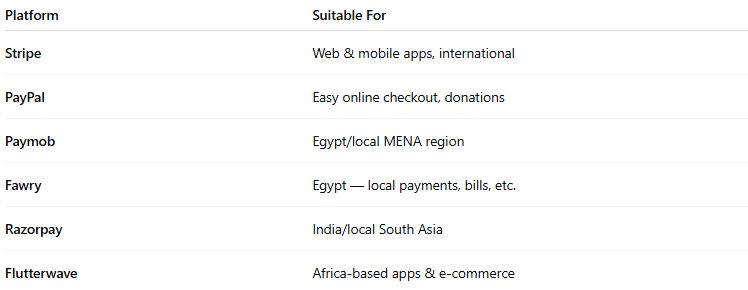 Platform Suitable For
Stripe Web & mobile apps, international
PayPal Easy online checkout, donations
Paymob Egypt/local MENA region
Fawry Egypt — local payments, bills, etc.
Razorpay India/local South Asia
Flutterwave Africa-based apps & e-commerce